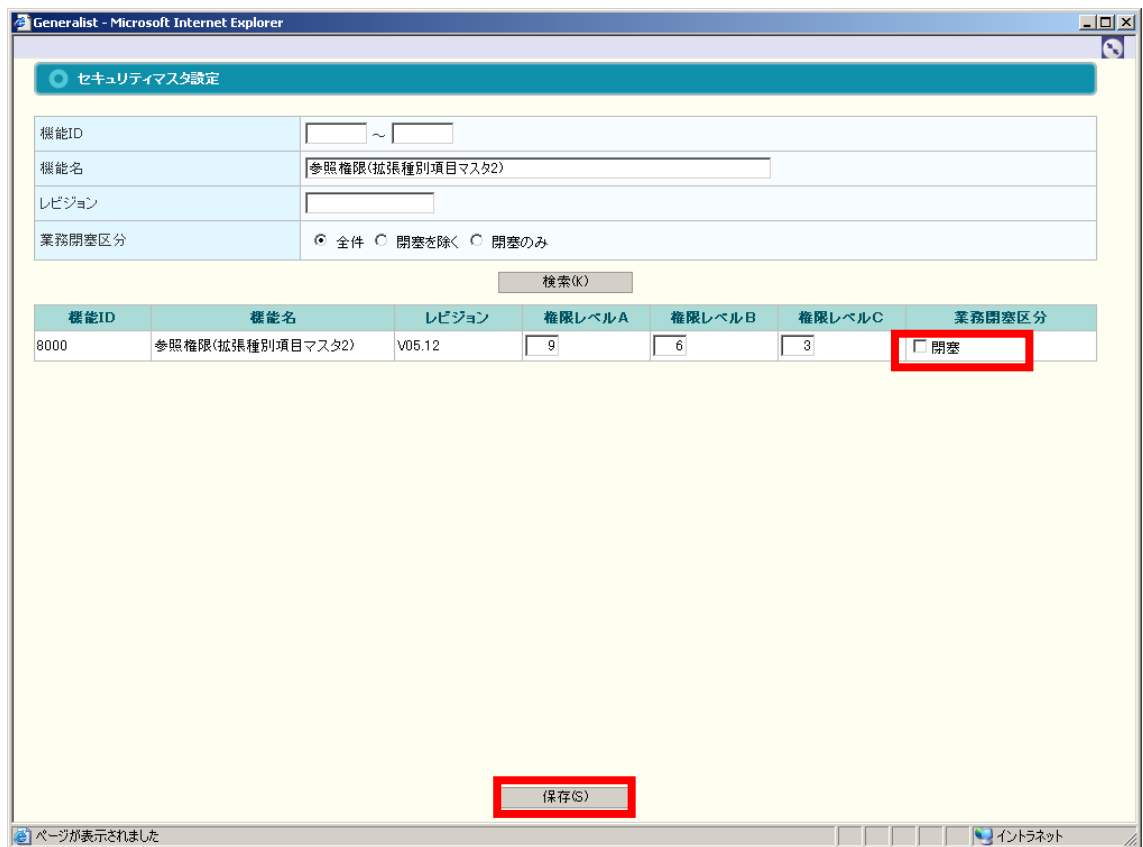 Generalist - Microsoft Internet Explorer
セキュリティマスタ設定
機能ID ～
機能名 参照権限(拡張種別項目マスタ2)
レビジョン
業務閉塞区分 全件 閉塞を除く 閉塞のみ
検索(K)
機能ID 機能名 レビジョン 権限レベルA 権限レベルB 権限レベルC 業務閉塞区分
8000 参照権限(拡張種別項目マスタ2) V05.12 9 6 3 閉塞
保存(S)
ページが表示されました イントラネット